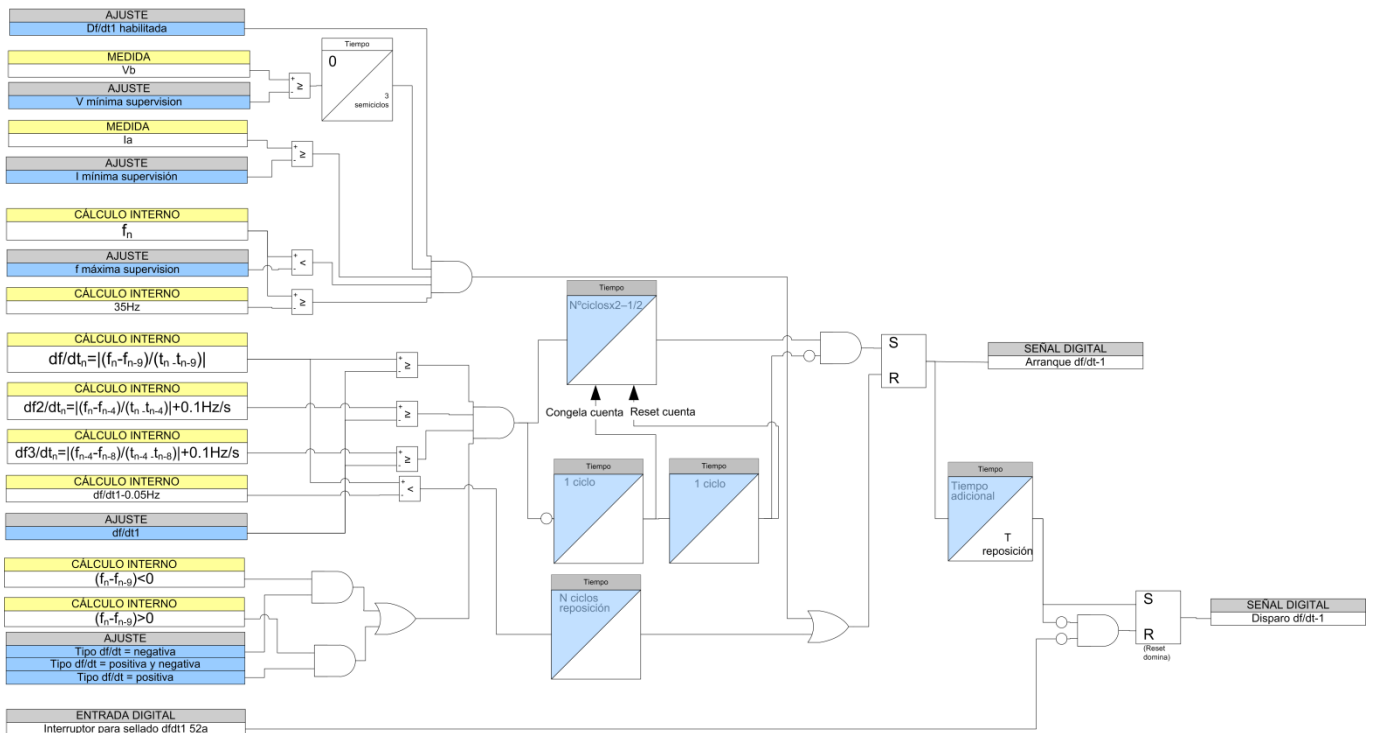 AJUSTE
Df/dt1 habilitada
Tiempo
0
3
semiciclos
MEDIDA
Vb
+
≥
-
AJUSTE
V mínima supervision
MEDIDA
Ia
+
≥
-
AJUSTE
I mínima supervisión
CÁLCULO INTERNO
fn
AJUSTE
f máxima supervision
+
<
-
CÁLCULO INTERNO
35Hz
+
≥
-
Tiempo
NºciclosX2–1/2
Congela cuenta
Reset cuenta
CÁLCULO INTERNO
df/dtn=|(fn-fn-9)/(tn -tn-9)|
+
≥
-
CÁLCULO INTERNO
df2/dtn=|(fn-fn-4)/(tn -tn-4)|+0.1Hz/s
+
≥
-
CÁLCULO INTERNO
df3/dtn=|(fn-4-fn-8)/(tn-4 -tn-8)|+0.1Hz/s
+
≥
-
CÁLCULO INTERNO
df/dt1-0.05Hz
+
<
-
AJUSTE
df/dt1
Tiempo
1 ciclo
Tiempo
1 ciclo
Tiempo
N ciclos
reposición
S
R
SEÑAL DIGITAL
Arranque df/dt-1
Tiempo
Tiempo
adicional
T
reposición
CÁLCULO INTERNO
(fn-fn-9)<0
CÁLCULO INTERNO
(fn-fn-9)>0
AJUSTE
Tipo df/dt = negativa
Tipo df/dt = positiva y negativa
Tipo df/dt = positiva
S
R
(Reset
domina)
SEÑAL DIGITAL
Disparo df/dt-1
ENTRADA DIGITAL
Interruptor para sellado dfdt1 52a